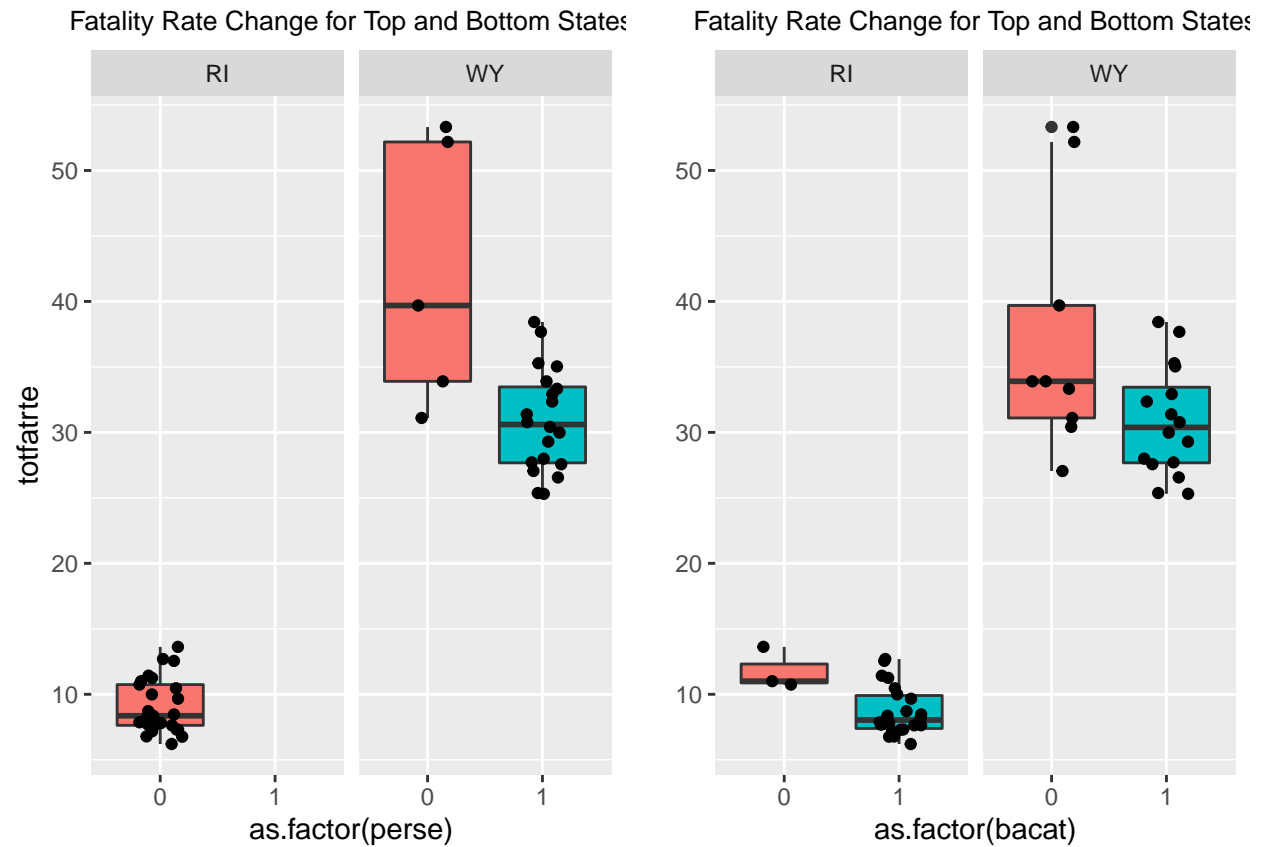 Fatality Rate Change for Top and Bottom States
RI WY
50
40
30
20
10
totfatrte
0 1 0 1
as.factor(perse)
Fatality Rate Change for Top and Bottom States
RI WY
50
40
30
20
10
0 1 0 1
as.factor(bacat)